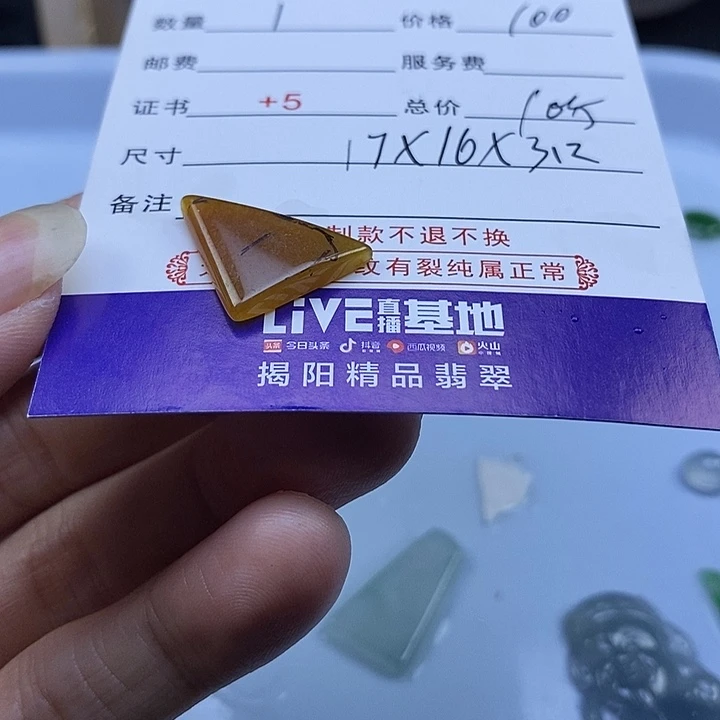 数量 1 价格 100
邮费 服务费
证书 +5 总价 105
尺寸 17X16X3.2
备注
制款不退不换
纹有裂纯属正常
LIVE直播基地
头条 今日头条 抖音 西瓜视频 火山
揭阳精品翡翠